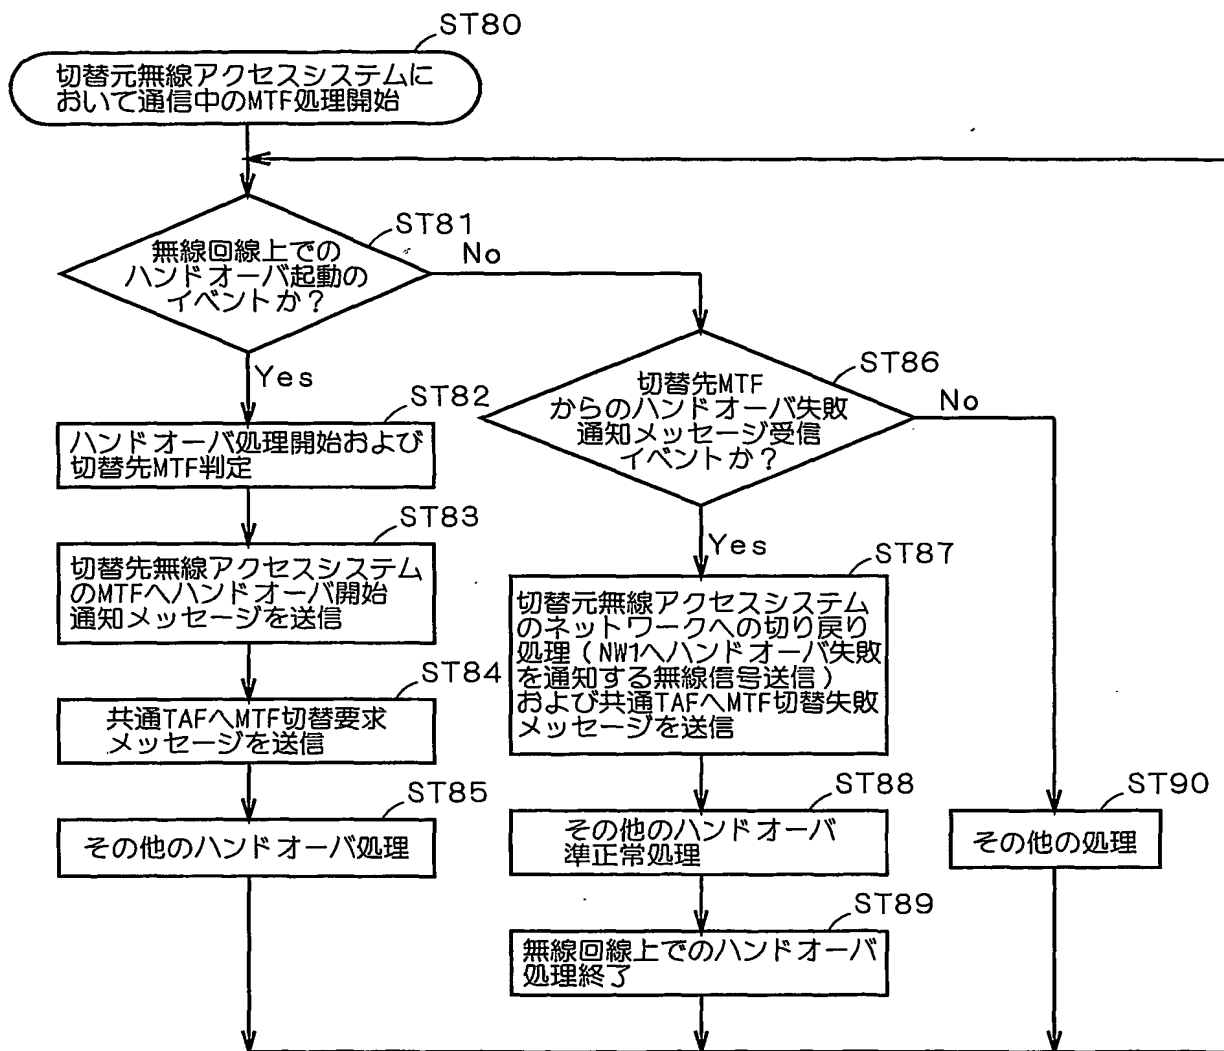 ST80
切替元無線アクセスシステムに
おいて通信中のMTF処理開始
ST81
無線回線上での
ハンドオーバ起動の
イベントか？
No
Yes
ST82
ハンドオーバ処理開始および
切替先MTF判定
ST83
切替先無線アクセスシステム
のMTFへハンドオーバ開始
通知メッセージを送信
ST84
共通TAFへMTF切替要求
メッセージを送信
ST85
その他のハンドオーバ処理
ST86
切替先MTF
からのハンドオーバ失敗
通知メッセージ受信
イベントか？
No
Yes
ST87
切替元無線アクセスシステム
のネットワークへの切り戻り
処理（NW1へハンドオーバ失敗
を通知する無線信号送信）
および共通TAFへMTF切替失敗
メッセージを送信
ST88
その他のハンドオーバ
準正常処理
ST89
無線回線上でのハンドオーバ
処理終了
ST90
その他の処理